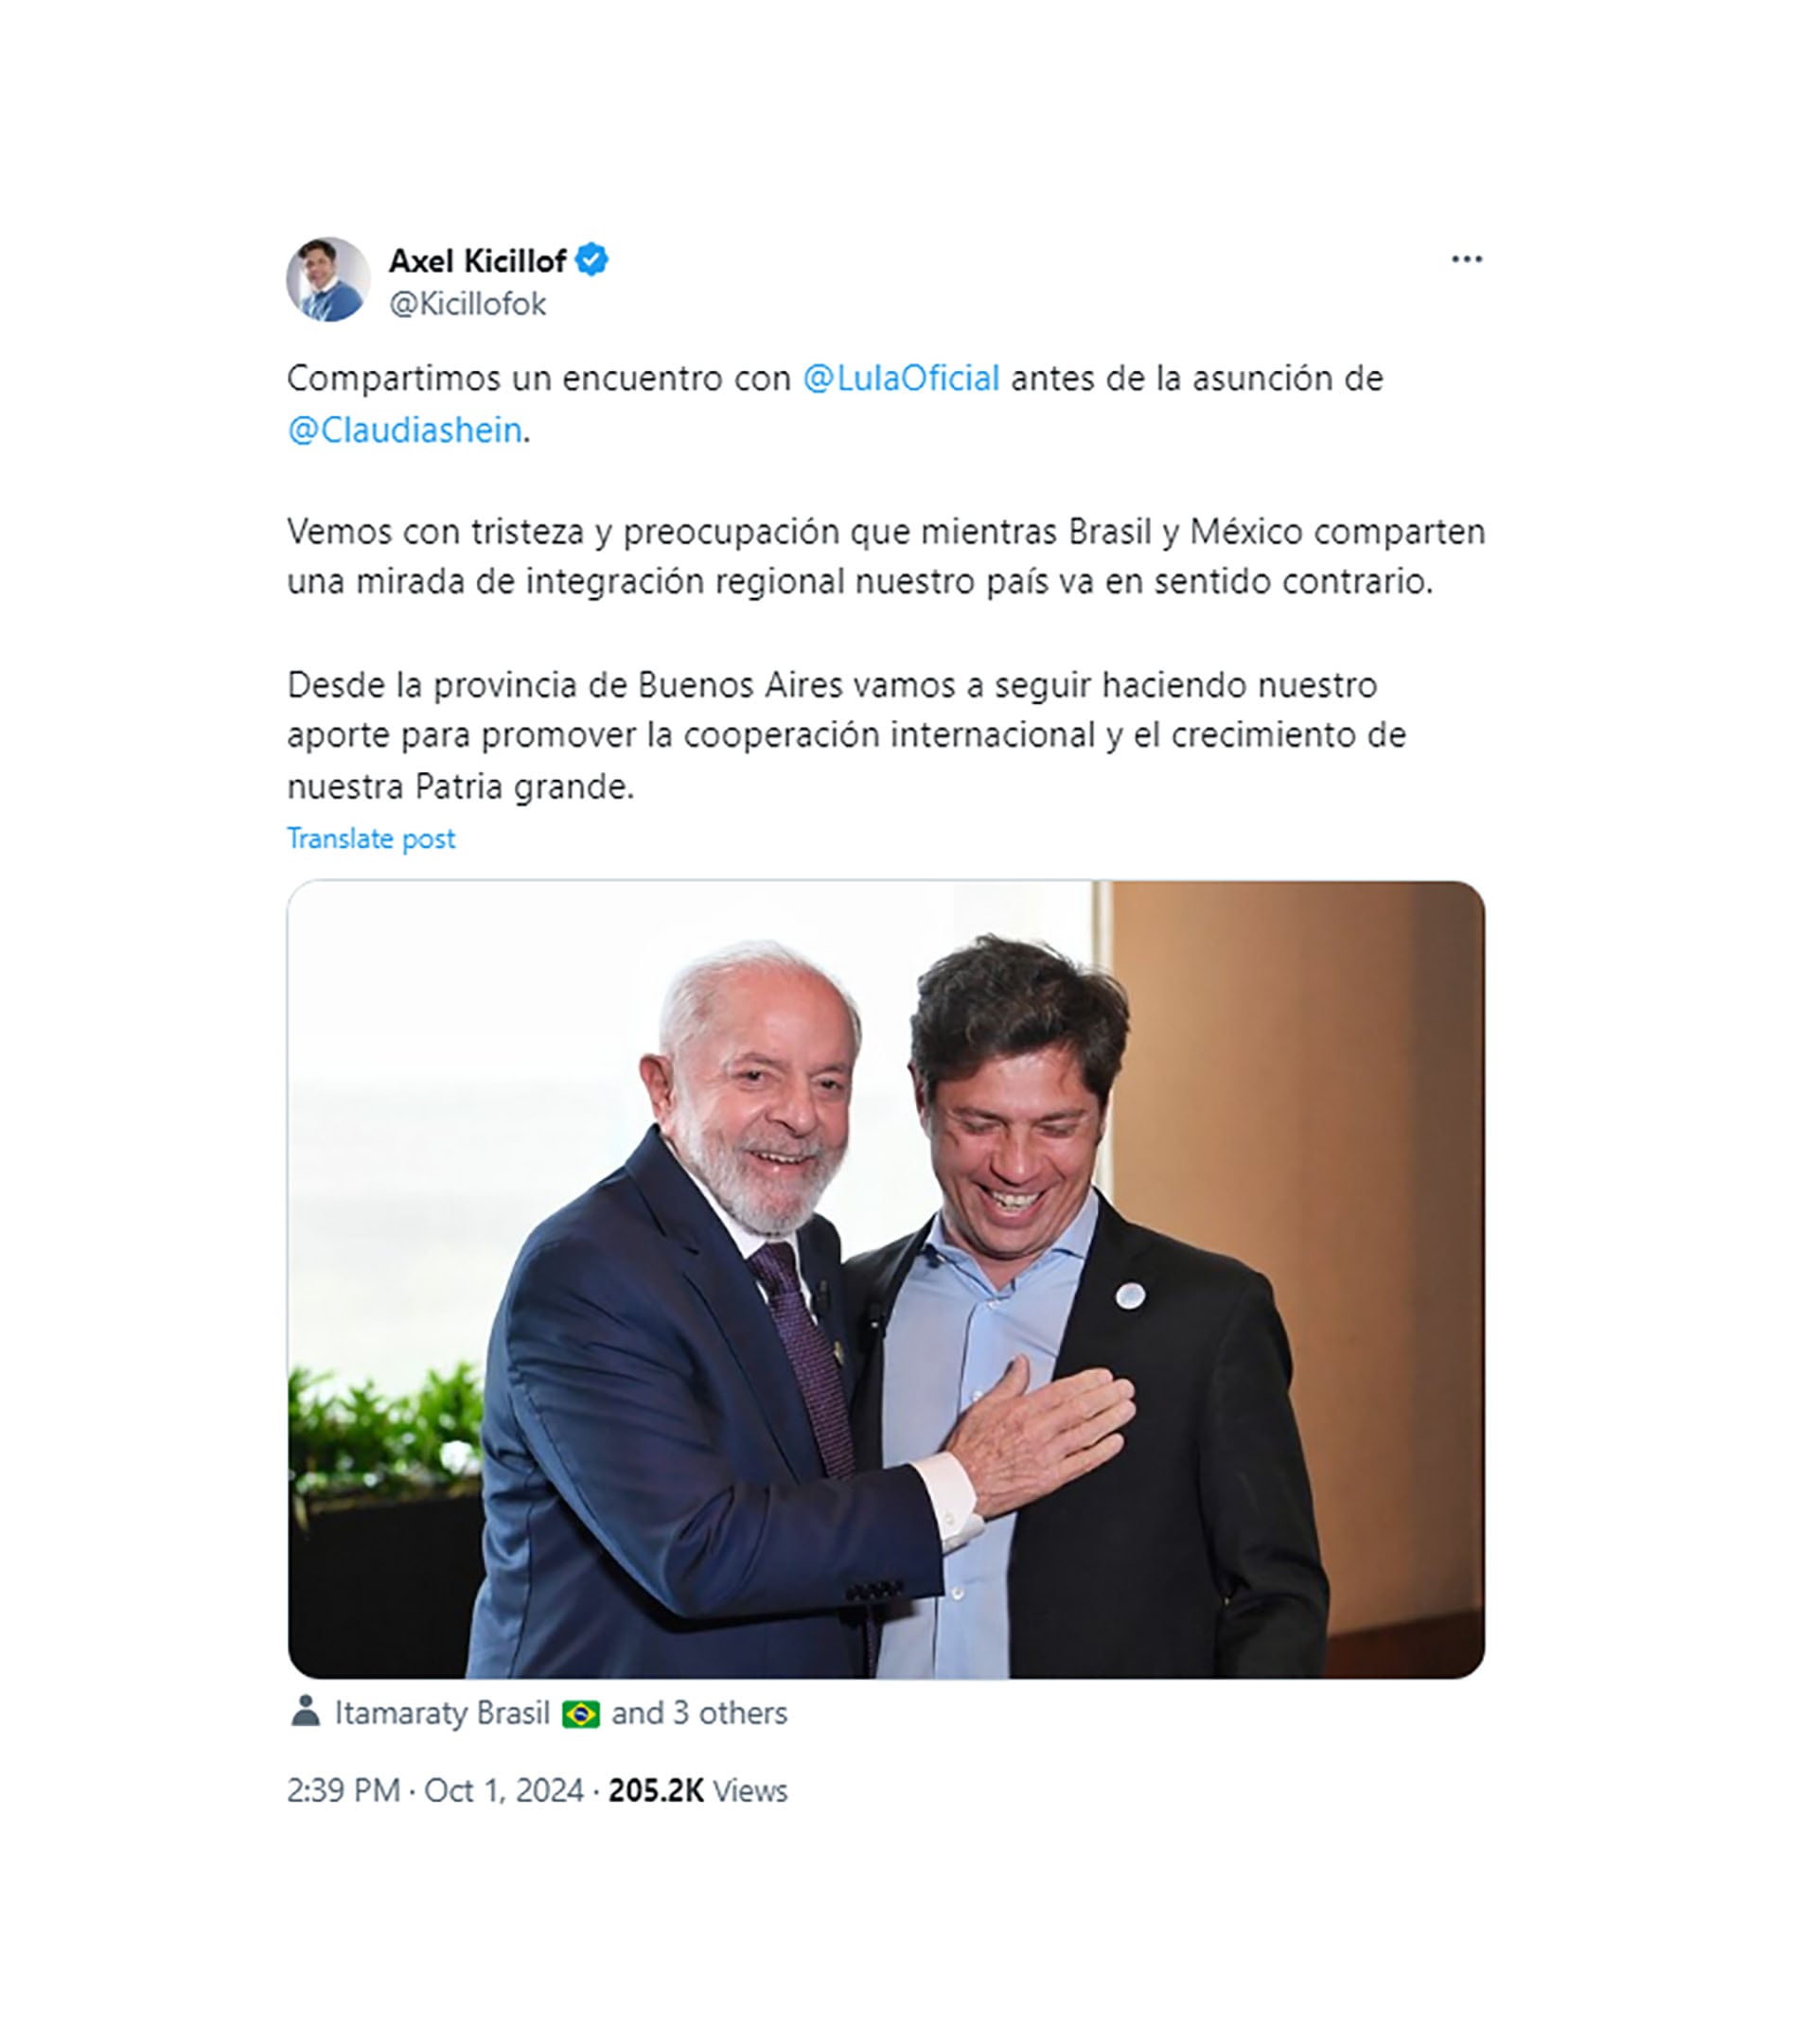 Axel Kicillof
@Kicillofok
Compartimos un encuentro con @LulaOficial antes de la asunción de
@Claudiashein.
Vemos con tristeza y preocupación que mientras Brasil y México comparten
una mirada de integración regional nuestro país va en sentido contrario.
Desde la provincia de Buenos Aires vamos a seguir haciendo nuestro
aporte para promover la cooperación internacional y el crecimiento de
nuestra Patria grande.
Translate post
Itamaraty Brasil 🇧🇷 and 3 others
2:39 PM · Oct 1, 2024 · 205.2K Views